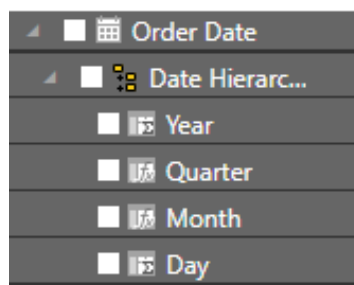 Order Date
Date Hierarc...
Year
Quarter
Month
Day